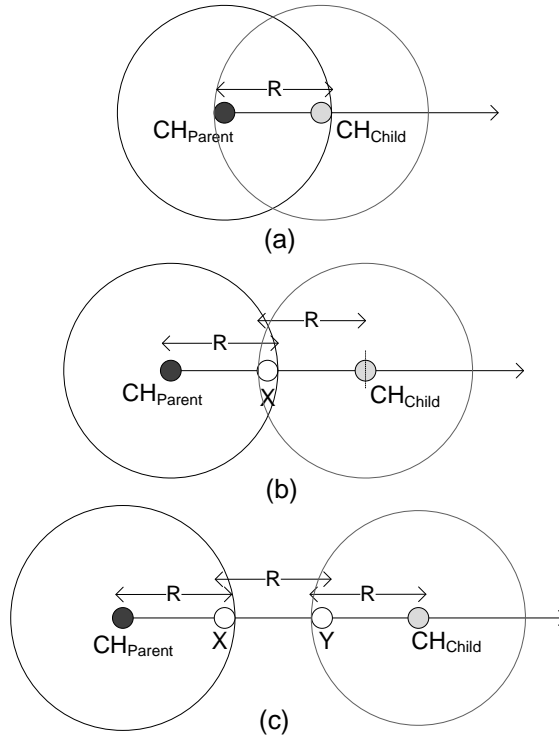 R
CHParent
CHChild
(a)
R
R
CHParent
X
CHChild
(b)
R
R
R
CHParent
X
Y
CHChild
(c)